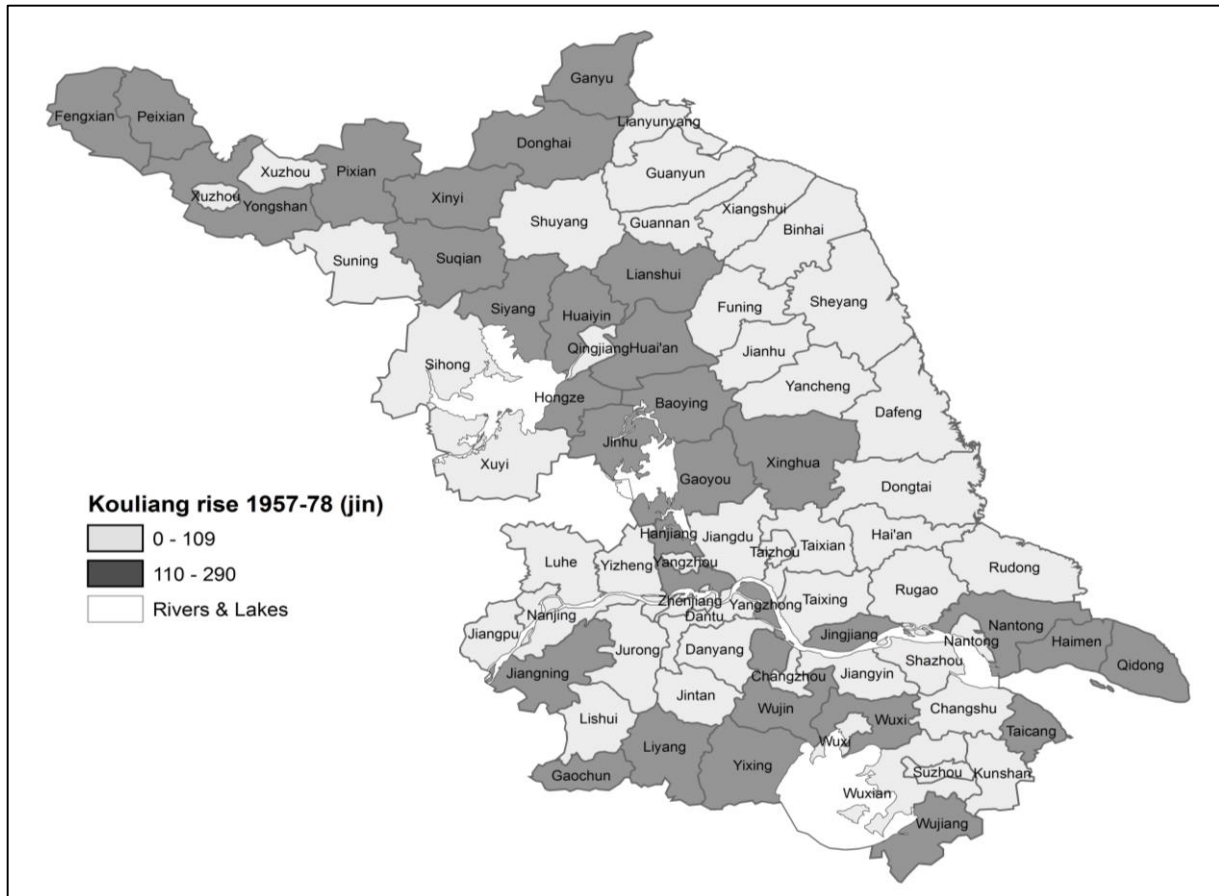 Ganyu
Fengxian
Peixian
Lianyunyang
Donghai
Xuzhou
Pixian
Guanyun
Xuzhou
Yongshan
Xinyi
Xiangshui
Shuyang
Guannan
Binhai
Suning
Suqian
Lianshui
Siyang
Huaiyin
Funing
Sheyang
Qingjiang
Huai'an
Jianhu
Sihong
Yancheng
Hongze
Baoying
Dafeng
Jinhu
Xuyi
Gaoyou
Xinghua
Dongtai
Kouliang rise 1957-78 (jin)
0 - 109
110 - 290
Rivers & Lakes
Hanjiang
Jiangdu
Taizhou
Taixian
Hai'an
Luhe
Yizheng
Yangzhou
Rudong
Rugao
Zhenjiang
Yangzhong
Taixing
Nanjing
Dantu
Jiangpu
Jingjiang
Nantong
Nantong
Haimen
Qidong
Jurong
Danyang
Shazhou
Jiangning
Changzhou
Jiangyin
Jintan
Wujin
Changshu
Lishui
Wuxi
Taicang
Liyang
Wuxi
Gaochun
Yixing
Suzhou
Kunshan
Wuxian
Wujiang